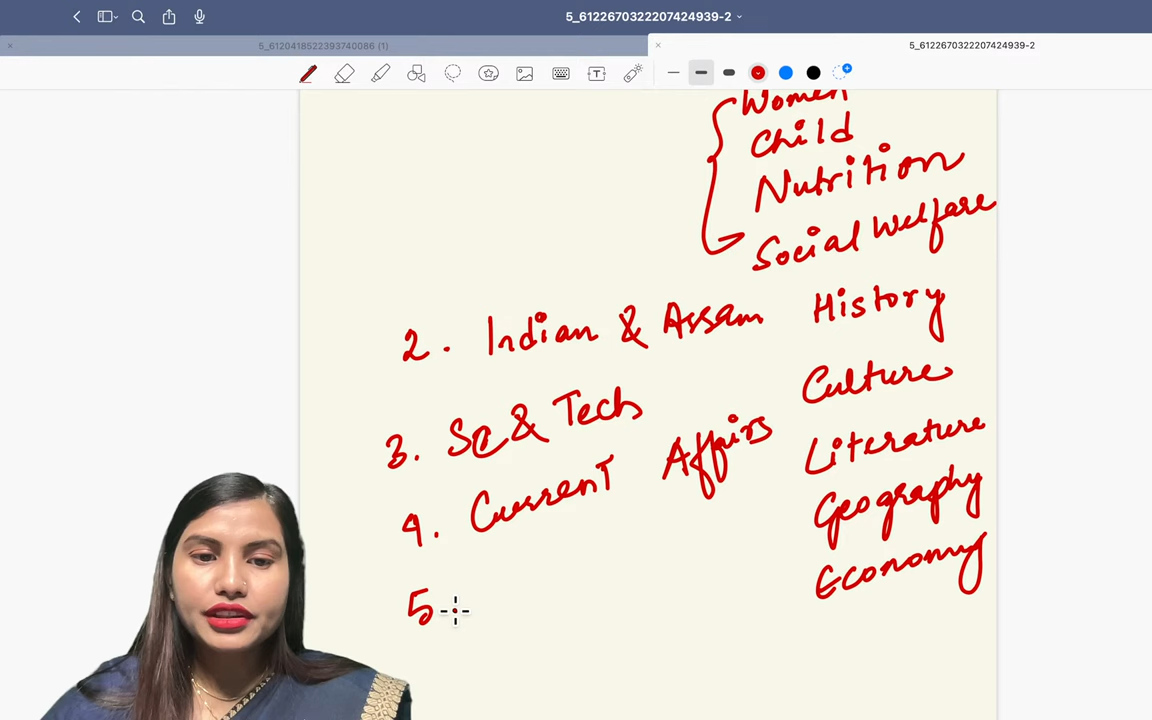 5_6122670322207424939-2
5_6120418522393740086 (1)
5_6122670322207424939-2
Women
Child
Nutrition
Social Welfare
2. Indian & Assam History
Culture
Literature
Geography
Economy
3. Sc & Tech
4. Current Affairs
5